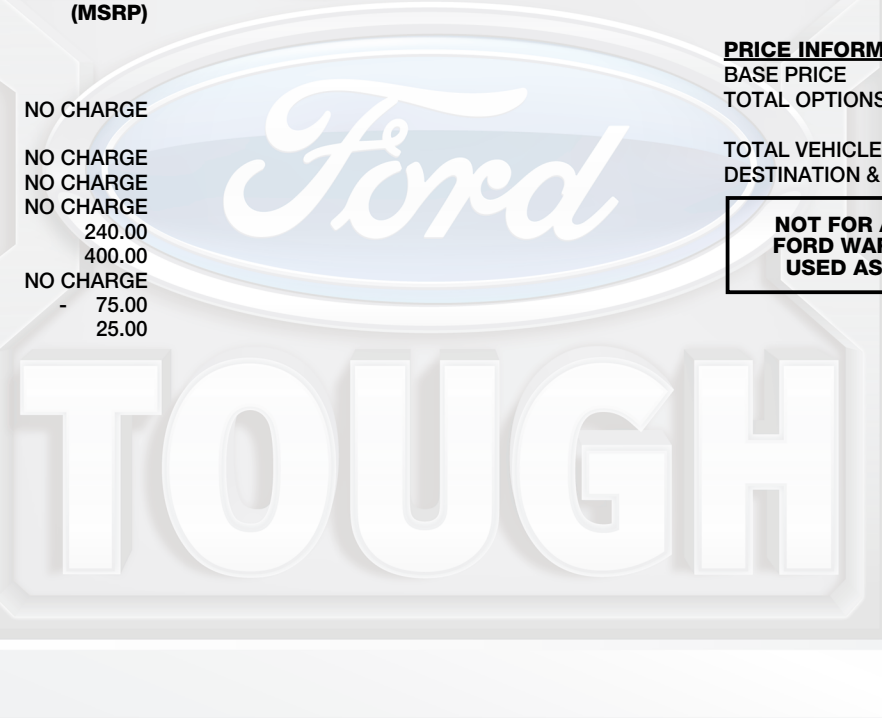 (MSRP)
NO CHARGE
NO CHARGE
NO CHARGE
NO CHARGE
240.00
400.00
NO CHARGE
- 75.00
25.00
PRICE INFORM
BASE PRICE
TOTAL OPTIONS
TOTAL VEHICLE
DESTINATION &
NOT FOR A
FORD WAR
USED AS
Ford
TOUGH